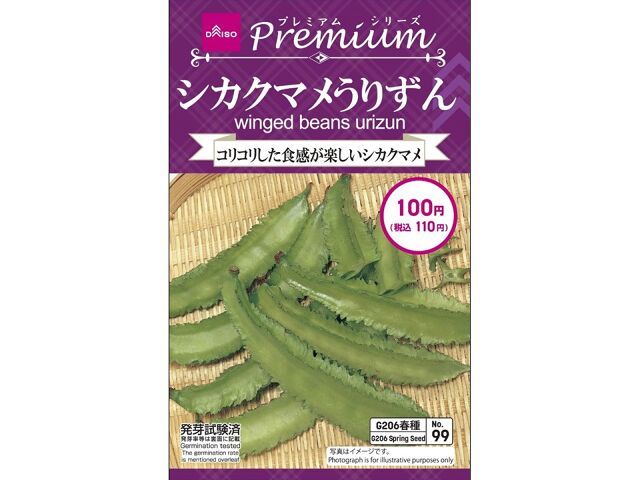 プレミアム シリーズ
DAISO
Premium
シカクマメうりずん
winged beans urizun
コリコリした食感が楽しいシカクマメ
100円
(税込 110円)
発芽試験済
発芽率等は裏面に記載
Germination tested
The germination rate
is mentioned overleaf
G206春種
G206 Spring Seed
No.
99
写真はイメージです。
Photograph is for illustrative purposes only